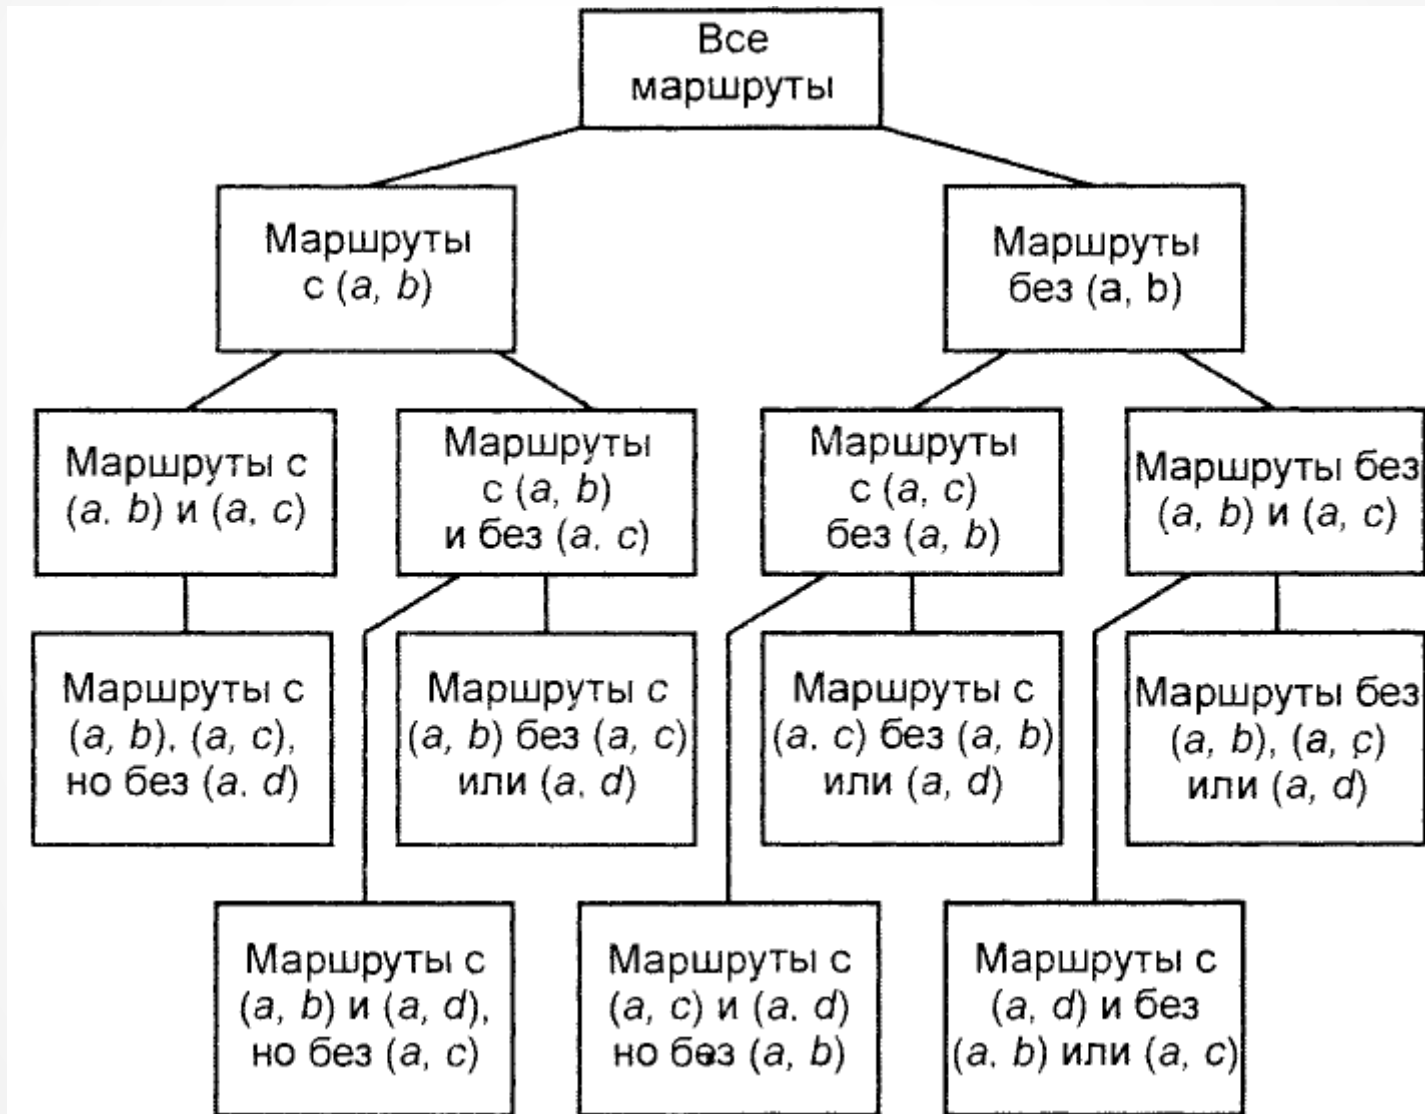 Все
маршруты
Маршруты
с (a, b)
Маршруты
без (a, b)
Маршруты с
(a. b) и (a, c)
Маршруты
с (a, b)
и без (a. c)
Маршруты
с (a, c)
без (a, b)
Маршруты без
(a, b) и (a, c)
Маршруты с
(a, b). (a, c),
но без (a. d)
Маршруты с
(a, b) без (a, c)
или (a. d)
Маршруты с
(a. c) без (a, b)
или (a, d)
Маршруты без
(a, b), (a, c)
или (a, d)
Маршруты с
(a, b) и (a, d),
но без (a, c)
Маршруты с
(a, c) и (a. d)
но без (a, b)
Маршруты с
(a, d) и без
(a. b) или (a, c)